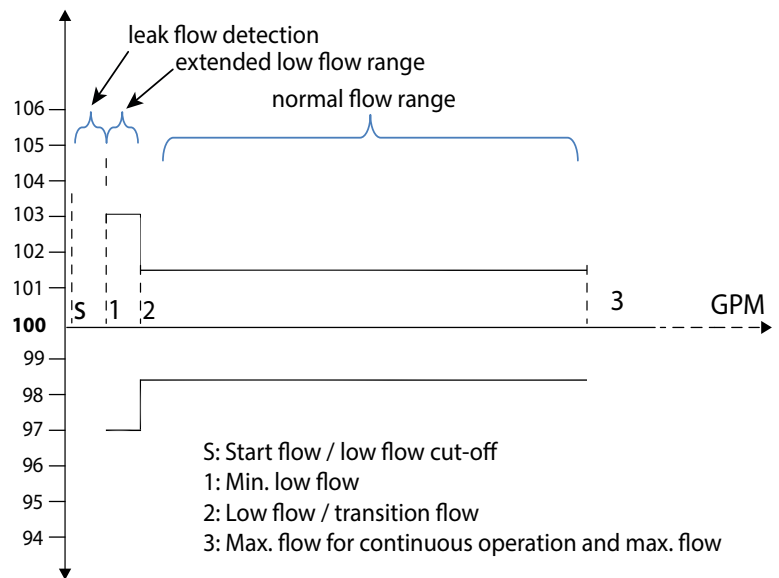 leak flow detection
extended low flow range
normal flow range
106
105
104
103
102
101
100
99
98
97
96
95
94
S
1
2
3
GPM
S: Start flow / low flow cut-off
1: Min. low flow
2: Low flow / transition flow
3: Max. flow for continuous operation and max. flow